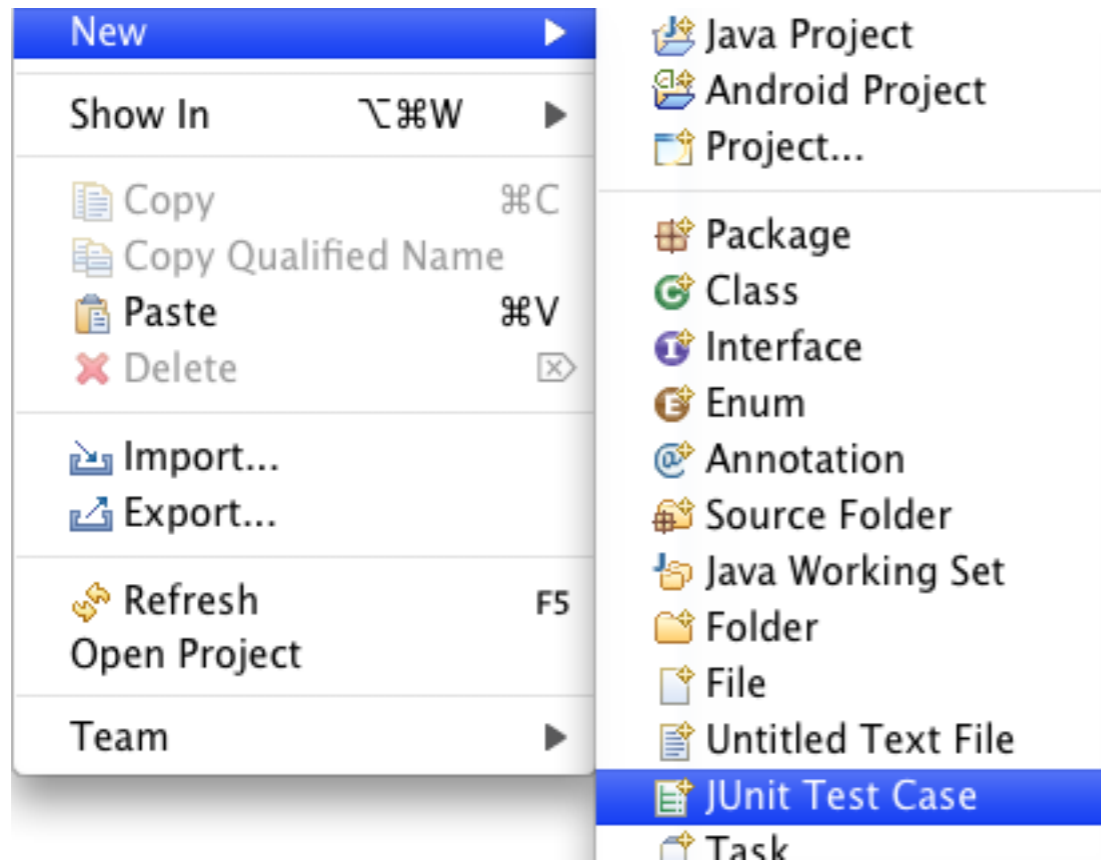 New
Show In ⌥⌘W
Copy ⌘C
Copy Qualified Name
Paste ⌘V
Delete ⌦
Import...
Export...
Refresh F5
Open Project
Team
Java Project
Android Project
Project...
Package
Class
Interface
Enum
Annotation
Source Folder
Java Working Set
Folder
File
Untitled Text File
JUnit Test Case
Task